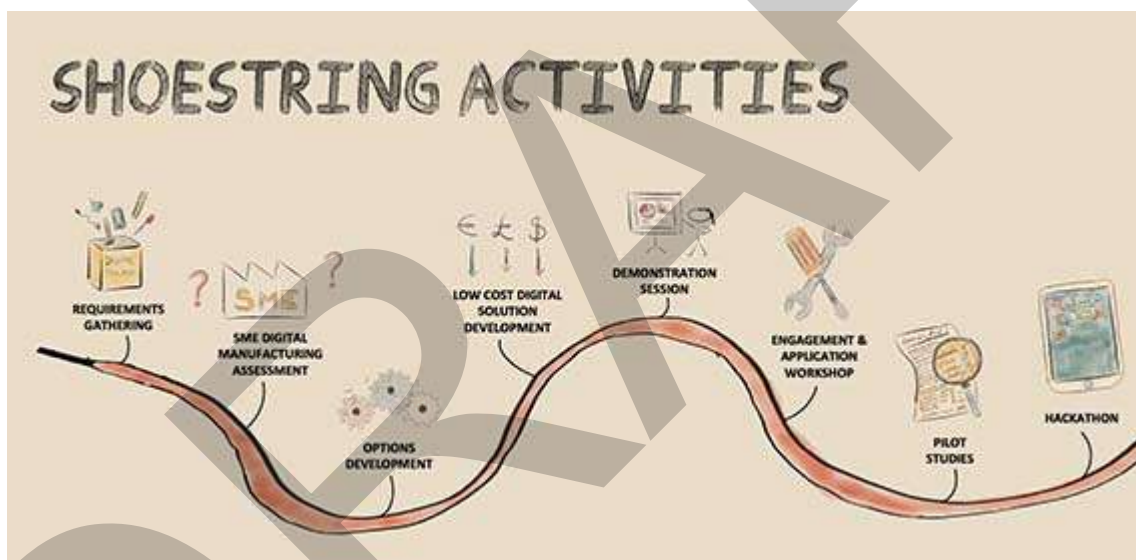 SHOESTRING ACTIVITIES
REQUIREMENTS
GATHERING
SME
SME DIGITAL
MANUFACTURING
ASSESSMENT
OPTIONS
DEVELOPMENT
€ £ $
LOW COST DIGITAL
SOLUTION
DEVELOPMENT
DEMONSTRATION
SESSION
ENGAGEMENT &
APPLICATION
WORKSHOP
PILOT
STUDIES
HACKATHON